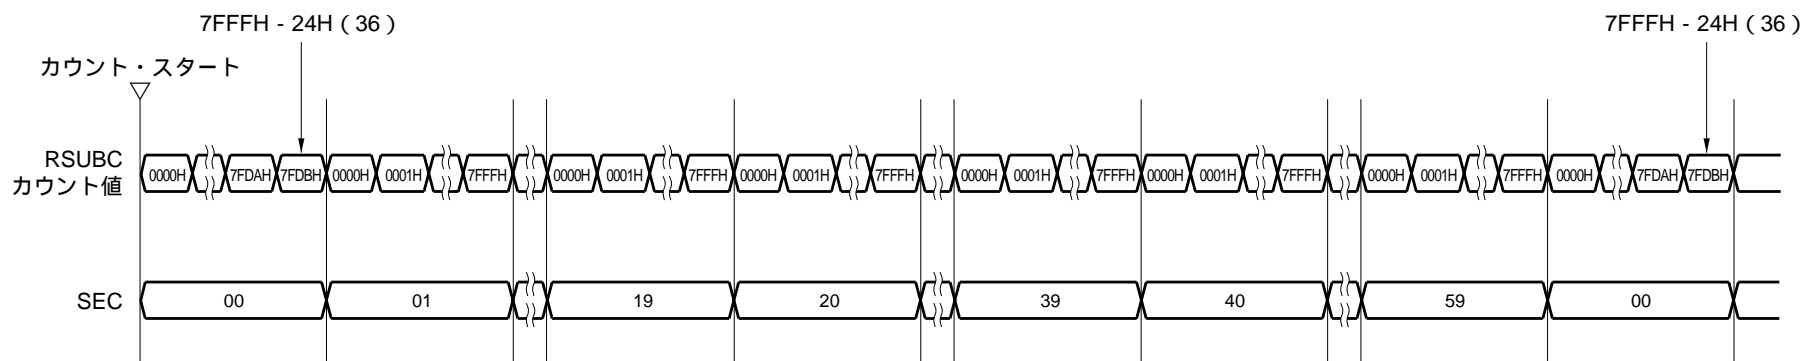 7FFFH - 24H ( 36 ) 7FFFH - 24H ( 36 )
カウント・スタート
RSUBC
カウント値
0000H 7FDAH 7FDBH 0000H 0001H 7FFFH 0000H 0001H 7FFFH 0000H 0001H 7FFFH 0000H 0001H 7FFFH 0000H 0001H 7FFFH 0000H 0001H 7FFFH 0000H 7FDAH 7FDBH
SEC 00 01 19 20 39 40 59 00